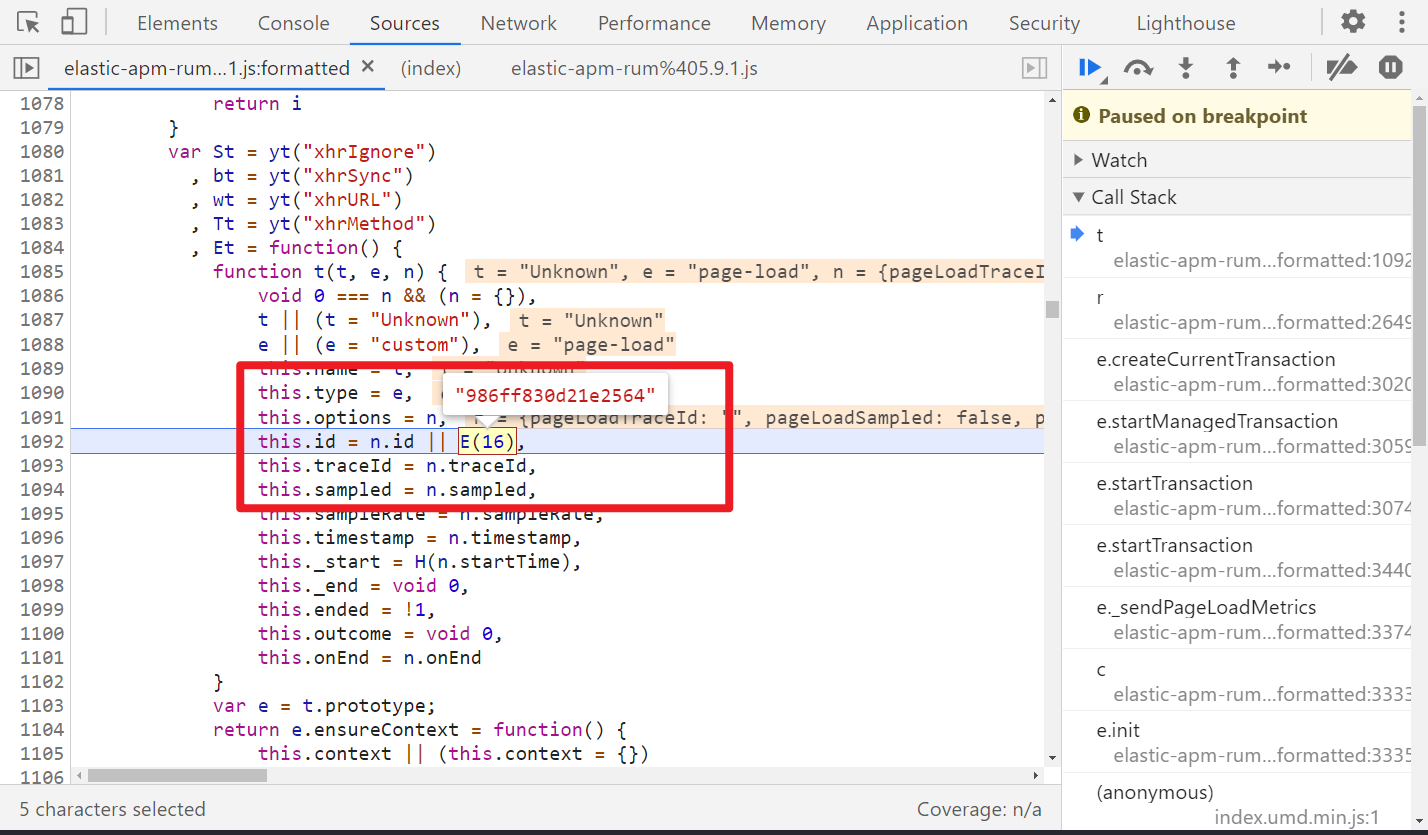 Elements Console Sources Network Performance Memory Application Security Lighthouse
elastic-apm-rum...1.js:formatted × (index) elastic-apm-rum%405.9.1.js
1078 return i
1079 }
1080 var St = yt("xhrIgnore")
1081 , bt = yt("xhrSync")
1082 , wt = yt("xhrURL")
1083 , Tt = yt("xhrMethod")
1084 , Et = function() {
1085 function t(t, e, n) { t = "Unknown", e = "page-load", n = {pageLoadTraceI
1086 void 0 === n && (n = {}),
1087 t || (t = "Unknown"), t = "Unknown"
1088 e || (e = "custom"), e = "page-load"
1089 this.name = t,
1090 this.type = e,
"986ff830d21e2564"
1091 this.options = n, n = {pageLoadTraceId: "", pageLoadSampled: false, p
1092 this.id = n.id || E(16),
1093 this.traceId = n.traceId,
1094 this.sampled = n.sampled,
1095 this.sampleRate = n.sampleRate,
1096 this.timestamp = n.timestamp,
1097 this._start = H(n.startTime),
1098 this._end = void 0,
1099 this.ended = !1,
1100 this.outcome = void 0,
1101 this.onEnd = n.onEnd
1102 }
1103 var e = t.prototype;
1104 return e.ensureContext = function() {
1105 this.context || (this.context = {})
1106
5 characters selected Coverage: n/a
Paused on breakpoint
Watch
Call Stack
t
elastic-apm-rum...formatted:1092
r
elastic-apm-rum...formatted:2649
e.createCurrentTransaction
elastic-apm-rum...formatted:3020
e.startManagedTransaction
elastic-apm-rum...formatted:3059
e.startTransaction
elastic-apm-rum...formatted:3074
e.startTransaction
elastic-apm-rum...formatted:3440
e._sendPageLoadMetrics
elastic-apm-rum...formatted:3374
c
elastic-apm-rum...formatted:3333
e.init
elastic-apm-rum...formatted:3335
(anonymous)
index.umd.min.js:1